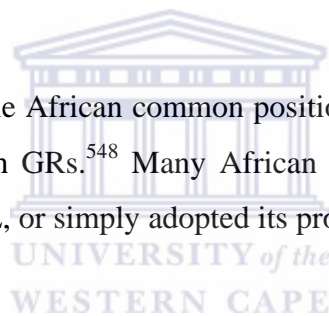 e African common positio
n GRs.548 Many African
, or simply adopted its pro
UNIVERSITY of the
WESTERN CAPE